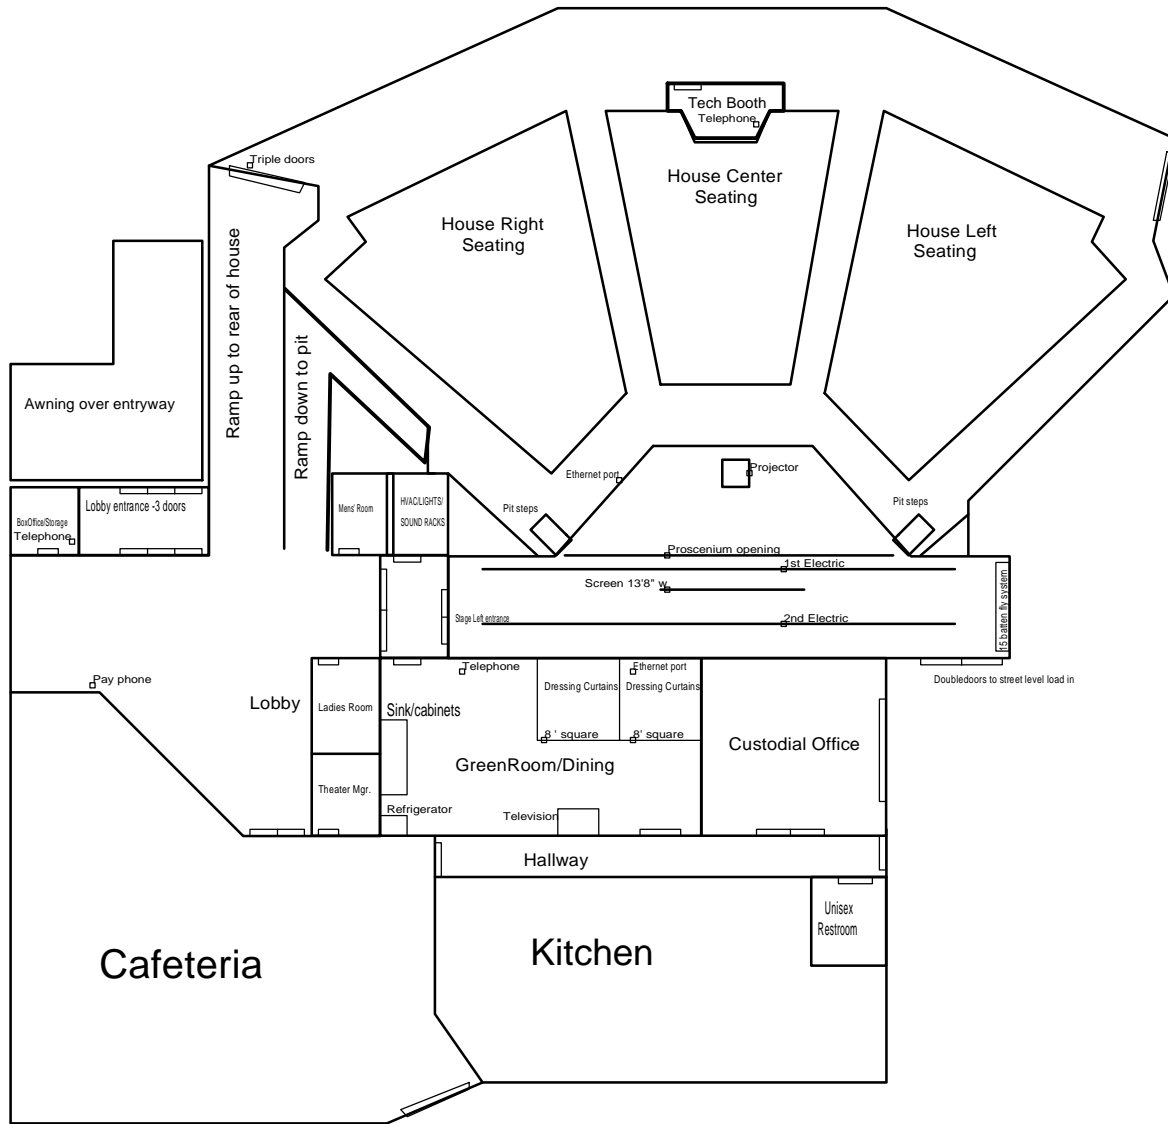 Tech Booth
Telephone
Triple doors
House Center
Seating
House Right
Seating
House Left
Seating
Ramp up to rear of house
Ramp down to pit
Awning over entryway
Ethernet port
Projector
Pit steps
Pit steps
BoxOffice/Storage
Telephone
Lobby entrance -3 doors
Mens' Room
HVAC/LIGHTS/
SOUND RACKS
Proscenium opening
1st Electric
Screen 13'8" w
Stage Left entrance
2nd Electric
15 batten fly system
Pay phone
Lobby
Ladies Room
Telephone
Ethernet port
Dressing Curtains
Dressing Curtains
Doubledoors to street level load in
Sink/cabinets
8 ' square
8' square
Custodial Office
GreenRoom/Dining
Theater Mgr.
Refrigerator
Television
Hallway
Cafeteria
Kitchen
Unisex
Restroom